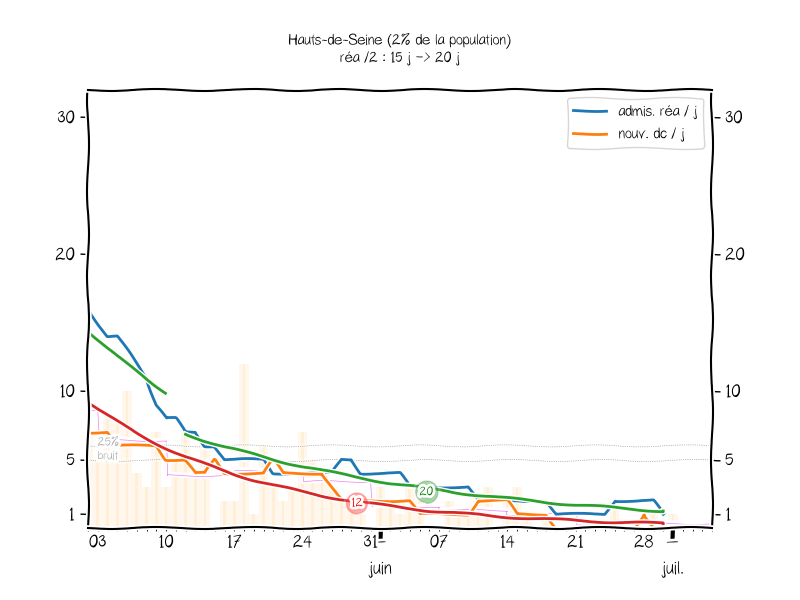 Hauts-de-Seine (2% de la population)
réa /2 : 15 j -> 20 j
admis. réa / j
nouv. dc / j
30
30
20
20
10
10
25%
bruit
5
5
20
12
1
1
03 10 17 24 31 07 14 21 28
juin juil.